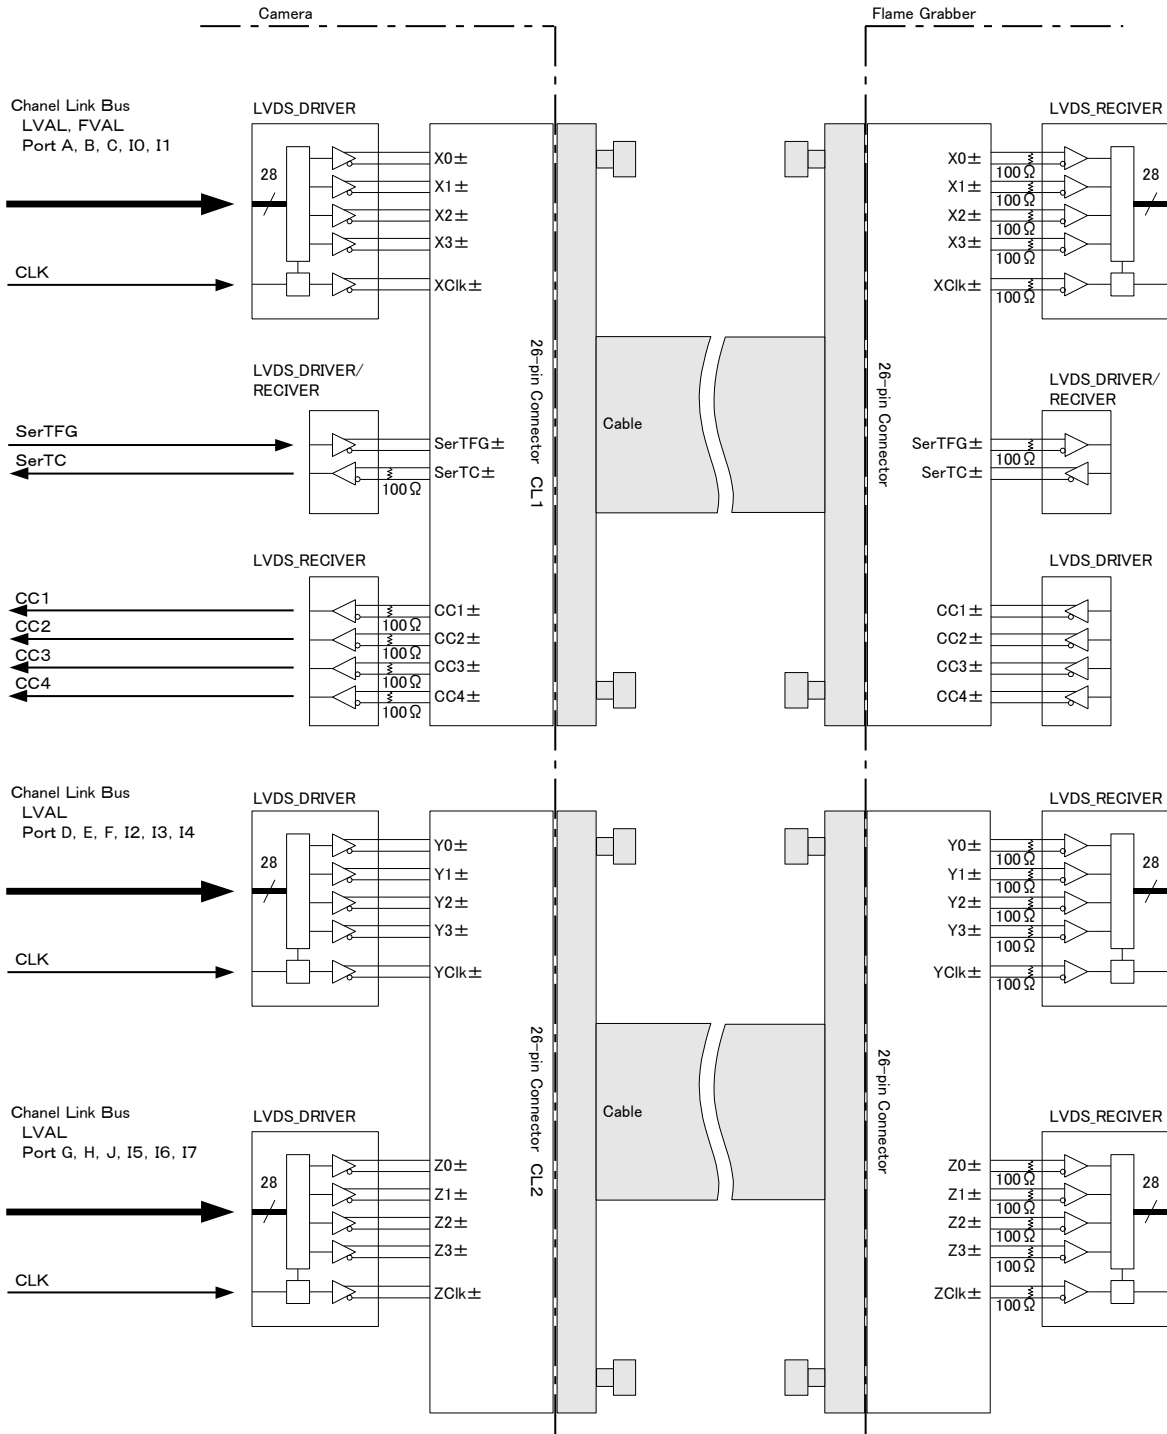 Camera
Flame Grabber
Chanel Link Bus
LVAL, FVAL
Port A, B, C, I0, I1
LVDS_DRIVER
28
CLK
X0±
X1±
X2±
X3±
XClk±
LVDS_DRIVER/
RECIVER
SerTFG
SerTC
SerTFG±
SerTC±
100Ω
LVDS_RECIVER
CC1
CC2
CC3
CC4
CC1±
100Ω
CC2±
100Ω
CC3±
100Ω
CC4±
100Ω
26-pin Connector CL1
Cable
26-pin Connector
LVDS_RECIVER
X0±
100Ω
X1±
100Ω
X2±
100Ω
X3±
100Ω
XClk±
100Ω
28
LVDS_DRIVER/
RECIVER
SerTFG±
100Ω
SerTC±
LVDS_DRIVER
CC1±
CC2±
CC3±
CC4±
Chanel Link Bus
LVAL
Port D, E, F, I2, I3, I4
LVDS_DRIVER
28
CLK
Y0±
Y1±
Y2±
Y3±
YClk±
Chanel Link Bus
LVAL
Port G, H, J, I5, I6, I7
LVDS_DRIVER
28
CLK
Z0±
Z1±
Z2±
Z3±
ZClk±
26-pin Connector CL2
Cable
26-pin Connector
LVDS_RECIVER
Y0±
100Ω
Y1±
100Ω
Y2±
100Ω
Y3±
100Ω
YClk±
100Ω
28
LVDS_RECIVER
Z0±
100Ω
Z1±
100Ω
Z2±
100Ω
Z3±
100Ω
ZClk±
100Ω
28